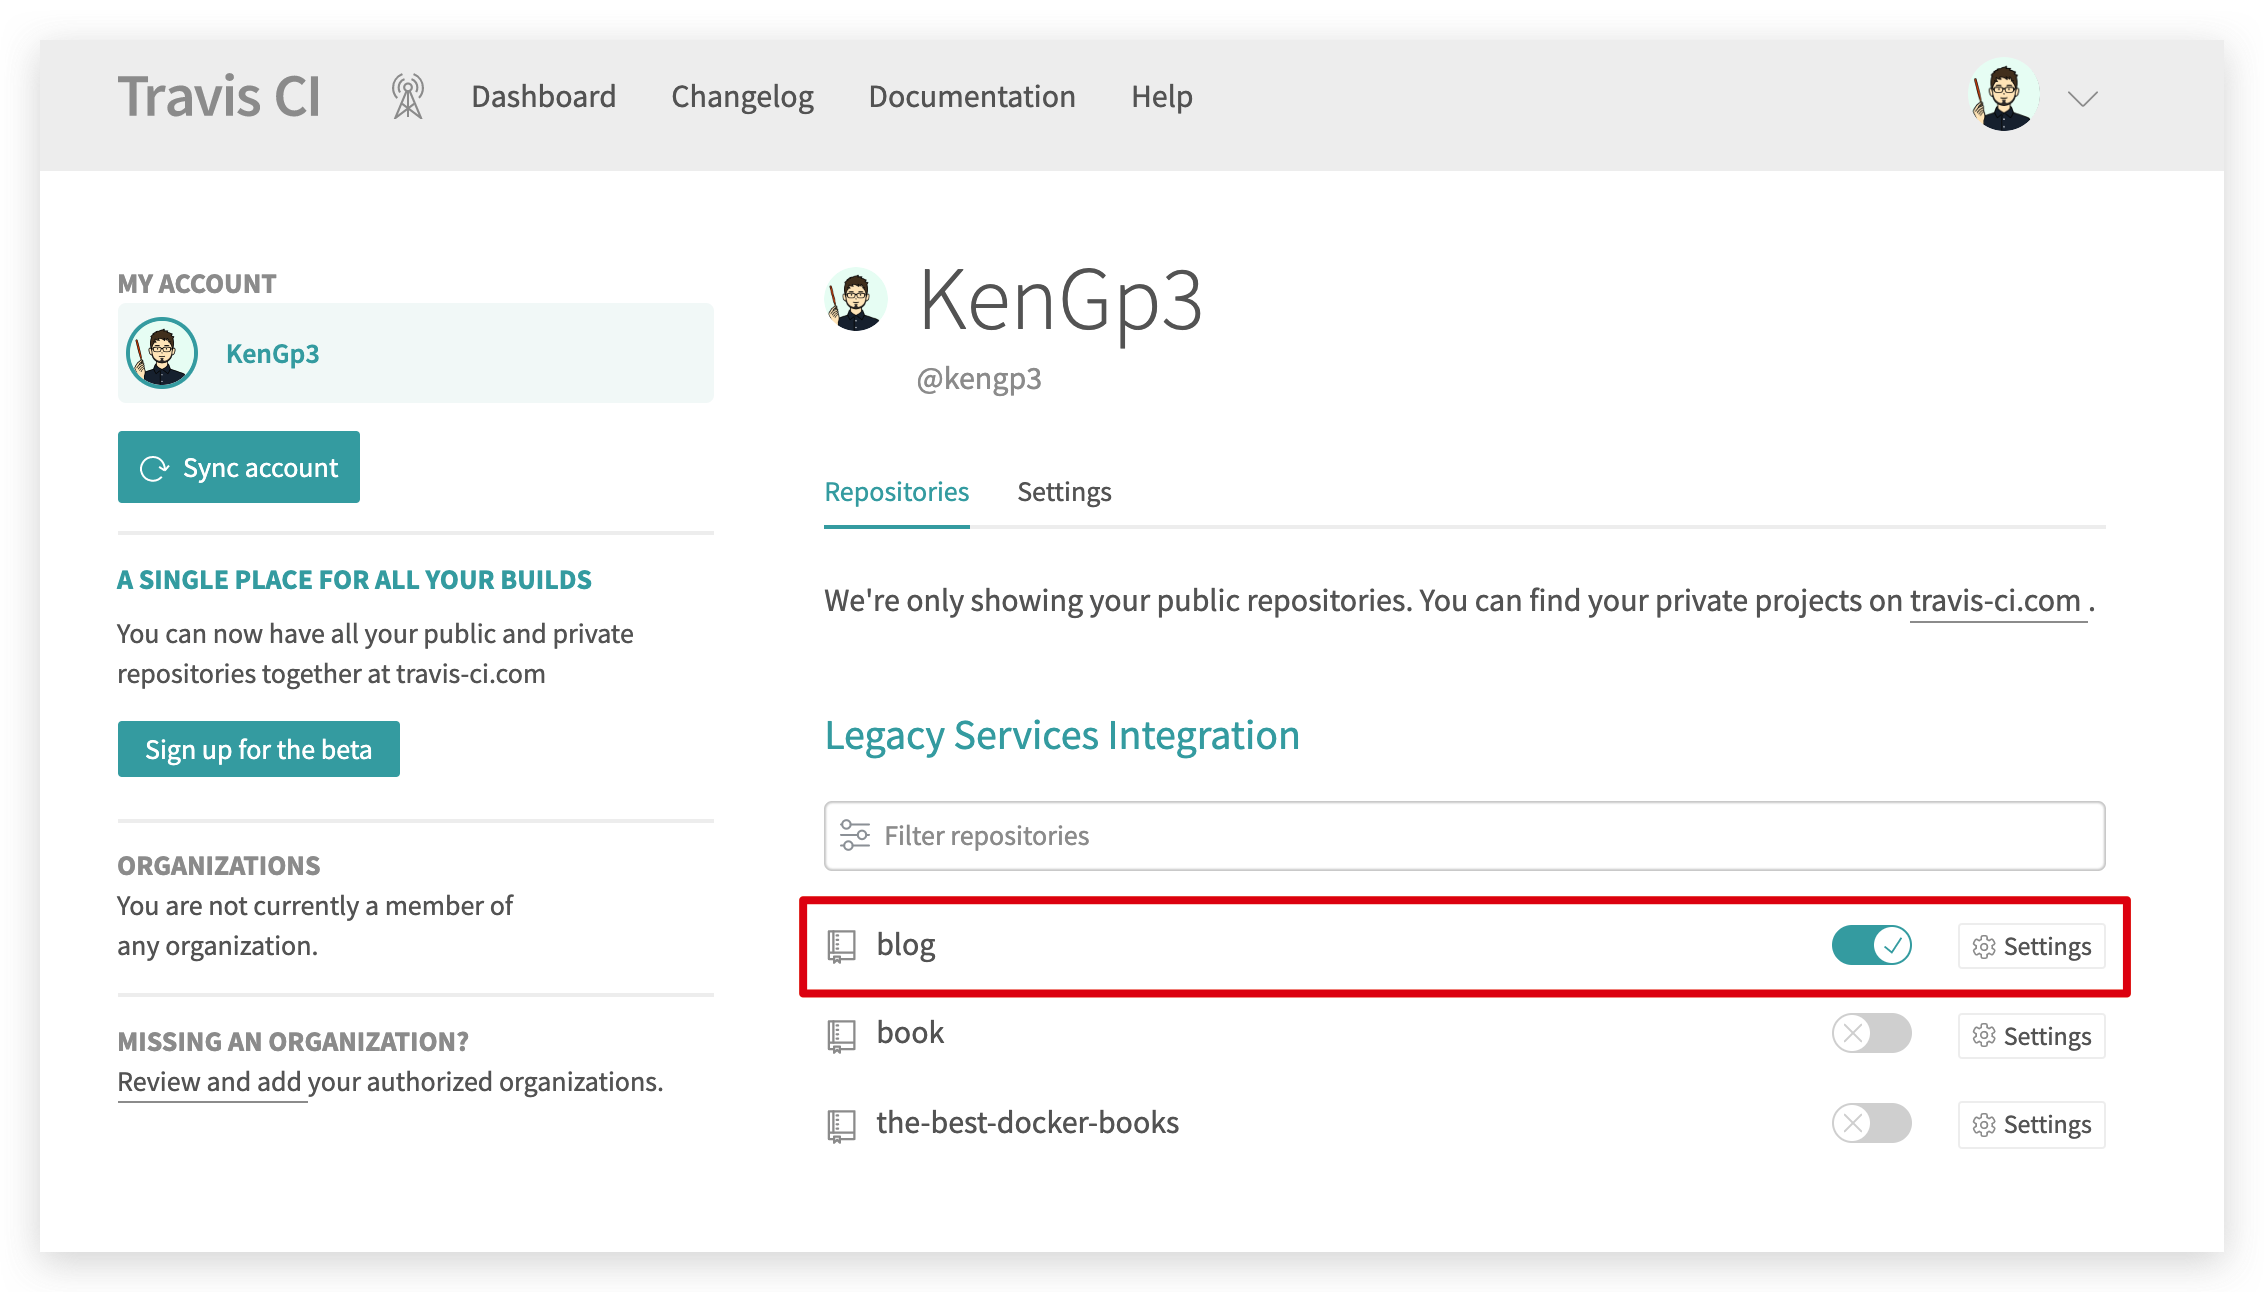 Travis CI
Dashboard
Changelog
Documentation
Help
MY ACCOUNT
KenGp3
Sync account
A SINGLE PLACE FOR ALL YOUR BUILDS
You can now have all your public and private
repositories together at travis-ci.com
Sign up for the beta
ORGANIZATIONS
You are not currently a member of
any organization.
MISSING AN ORGANIZATION?
Review and add your authorized organizations.
KenGp3
@kengp3
Repositories
Settings
We're only showing your public repositories. You can find your private projects on travis-ci.com .
Legacy Services Integration
Filter repositories
blog
Settings
book
Settings
the-best-docker-books
Settings